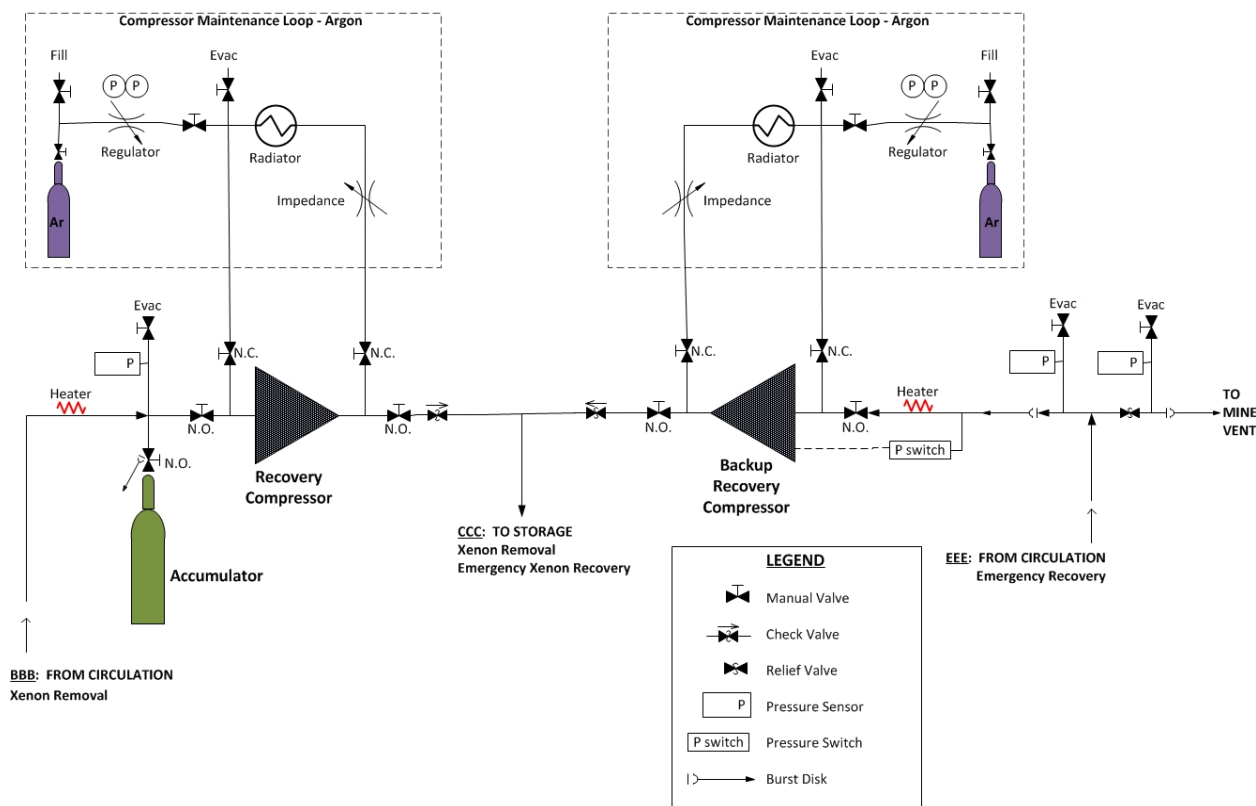 Compressor Maintenance Loop - Argon
Fill
P P
Evac
Regulator
Radiator
Impedance
Ar
Compressor Maintenance Loop - Argon
Evac
P P
Fill
Radiator
Regulator
Impedance
Ar
Evac
P
Heater
N.C.
N.C.
N.O.
N.O.
N.O.
Recovery
Compressor
Accumulator
BBB: FROM CIRCULATION
Xenon Removal
CCC: TO STORAGE
Xenon Removal
Emergency Xenon Recovery
N.C.
N.C.
N.O.
N.O.
Heater
P switch
Backup
Recovery
Compressor
Evac
Evac
P
P
TO
MINE
VENT
EEE: FROM CIRCULATION
Emergency Recovery
LEGEND
Manual Valve
Check Valve
Relief Valve
P Pressure Sensor
P switch Pressure Switch
Burst Disk